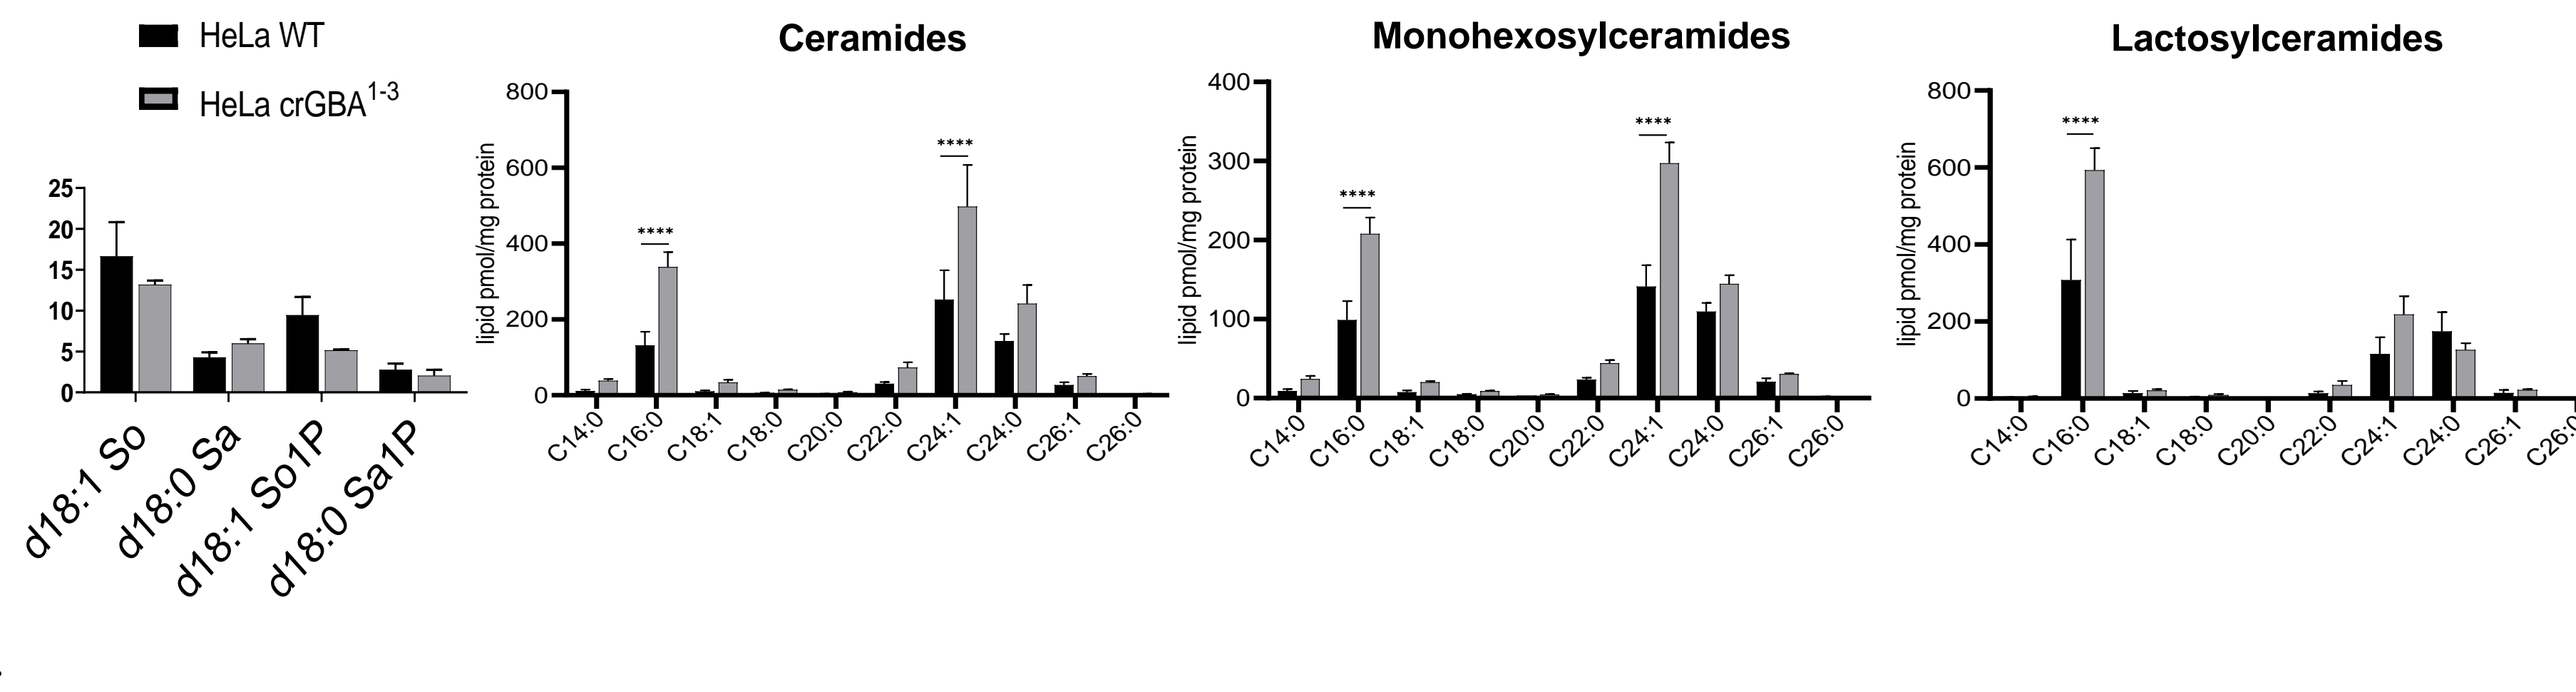 HeLa WT
HeLa crGBA1-3
25
20
15
10
5
0
d18:1 So
d18:0 Sa
d18:1 So1P
d18:0 Sa1P
Ceramides
lipid pmol/mg protein
800
600
400
200
0
****
****
C14:0
C16:0
C18:1
C18:0
C20:0
C22:0
C24:1
C24:0
C26:1
C26:0
Monohexosylceramides
lipid pmol/mg protein
400
300
200
100
0
****
****
C14:0
C16:0
C18:1
C18:0
C20:0
C22:0
C24:1
C24:0
C26:1
C26:0
Lactosylceramides
lipid pmol/mg protein
800
600
400
200
0
****
C14:0
C16:0
C18:1
C18:0
C20:0
C22:0
C24:1
C24:0
C26:1
C26:0